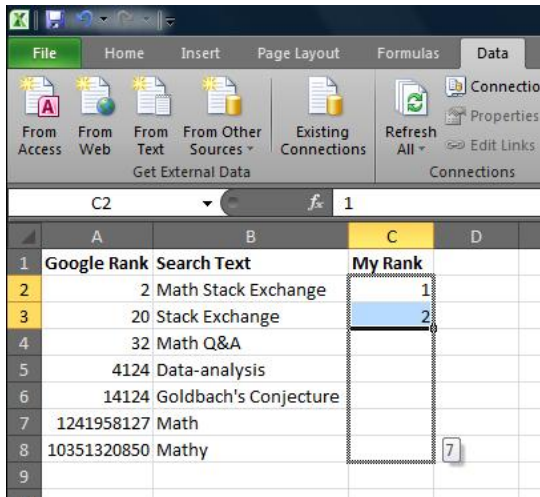 File Home Insert Page Layout Formulas Data
From Access From Web From Text From Other Sources Existing Connections Refresh All Connectio
Properties
Edit Links
Get External Data Connections
C2 fx 1
A B C D
1 Google Rank Search Text My Rank
2 2 Math Stack Exchange 1
3 20 Stack Exchange 2
4 32 Math Q&A
5 4124 Data-analysis
6 14124 Goldbach's Conjecture
7 1241958127 Math
8 10351320850 Mathy 7
9